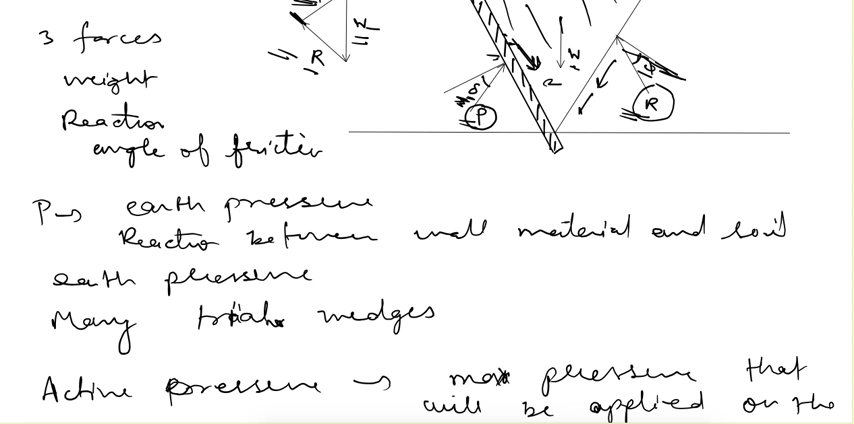 3 forces
weight
Reaction
angle of friction
W
R
W
δ
P
φ
R
P → earth pressure
Reaction between wall material and soil
earth pressure
Many trial wedges
Active pressure → max pressure that
will be applied on the